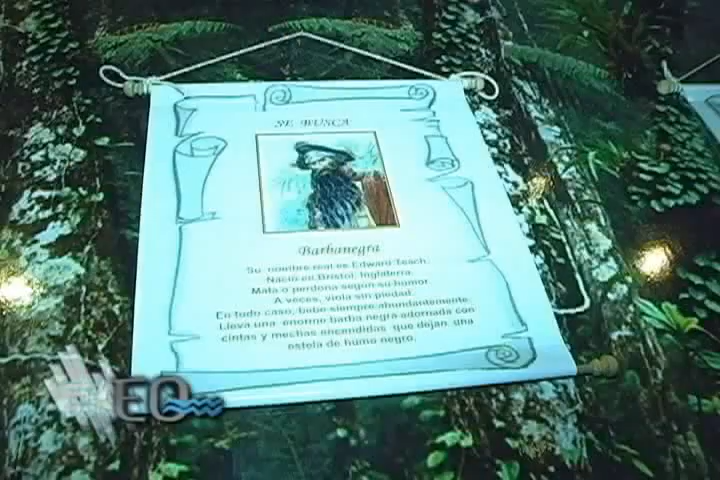 SE BUSCA
Barbanegra
Su nombre real es Edward Teach.
Nació en Bristol, Inglaterra.
Mata o perdona según su humor.
A veces, viola sin piedad.
En todo caso, bebe siempre abundantemente.
Lleva una enorme barba negra adornada con
cintas y mechas encendidas que dejan una
estela de humo negro.
EO